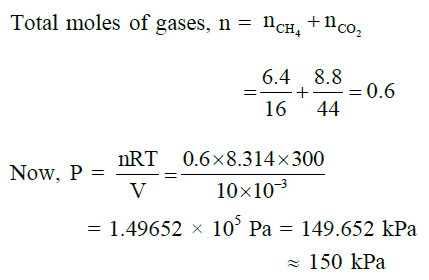 Total moles of gases, n = n_CH₄ + n_CO₂
= 6.4/16 + 8.8/44 = 0.6
Now, P = nRT/V = 0.6×8.314×300/10×10⁻³
= 1.49652 × 10⁵ Pa = 149.652 kPa
≈ 150 kPa